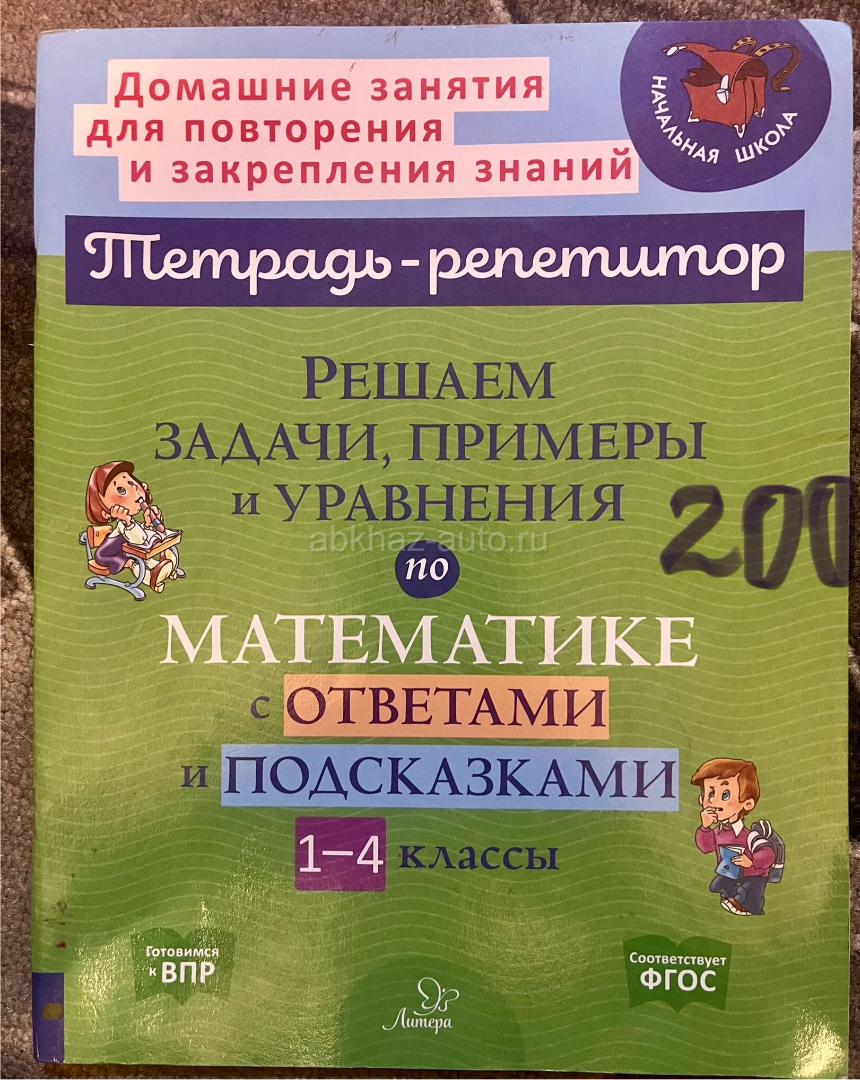 Домашние занятия
для повторения
и закрепления знаний
НАЧАЛЬНАЯ ШКОЛА
Тетрадь-репетитор
Решаем
задачи, примеры
и уравнения
200
abkhaz-auto.ru
по
МАТЕМАТИКЕ
с ОТВЕТАМИ
и ПОДСКАЗКАМИ
1–4 классы
Готовимся
к ВПР
Соответствует
ФГОС
Литера